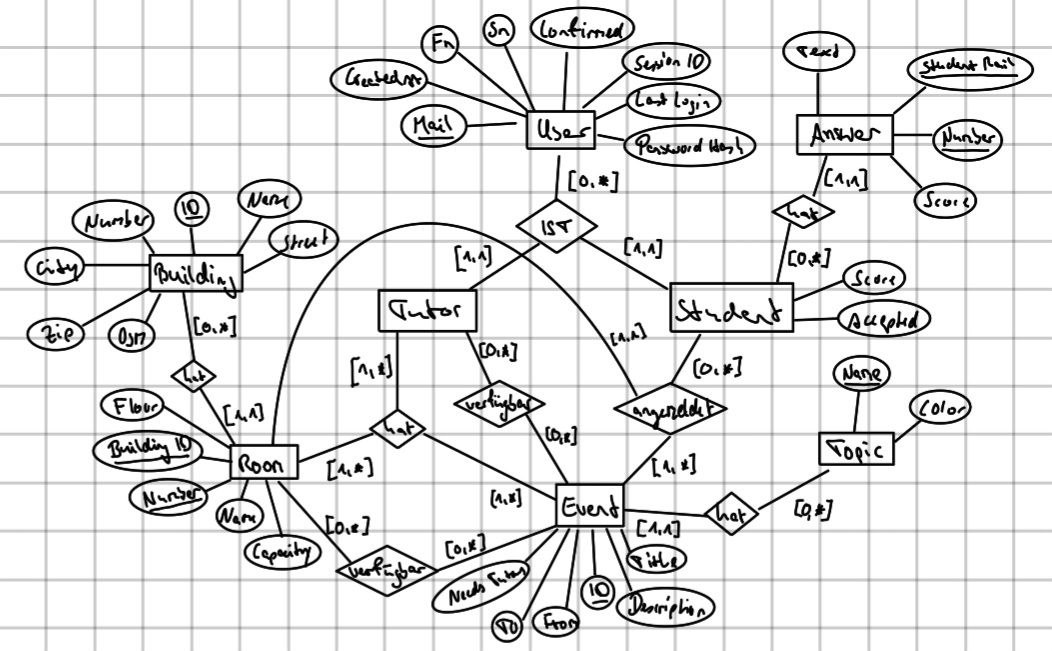 Sn
Confirmed
Fn
Text
Session ID
Student Mail
CreatedAt
Last Login
Mail
User
Answer
Number
Password Hash
[0,*]
[1,1]
ID
Name
Score
Number
hat
IST
Street
[1,1]
[1,1]
[0,*]
City
Building
Score
Tutor
Student
Accepted
Zip
Osm
[0,*]
[1,1]
[0,*]
[1,*]
[0,*]
Name
hat
Floor
verfügbar
angemeldet
Color
[1,1]
hat
[0,*]
Building ID
Topic
Room
[1,*]
[1,*]
Number
[1,*]
Event
hat
[0,*]
Name
[0,*]
[1,1]
Capacity
[0,*]
Title
verfügbar
Needs Tutor
ID
Description
TO
From